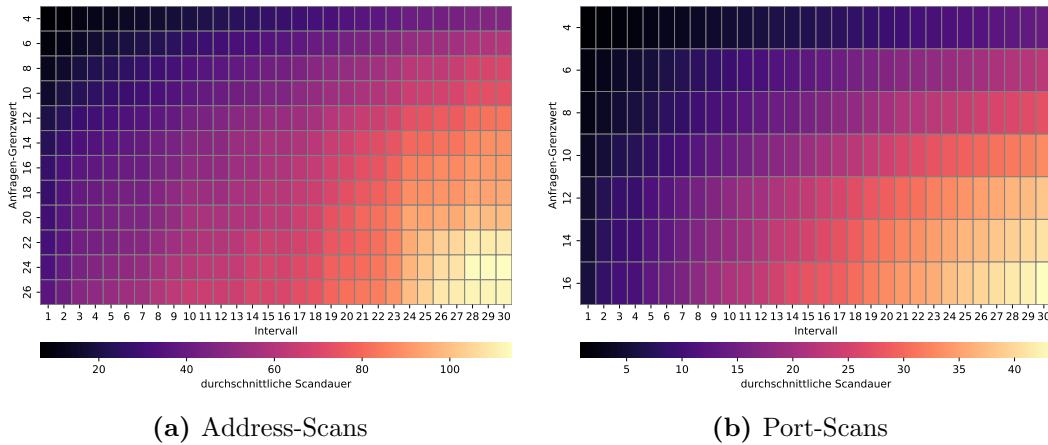 Anfragen-Grenzwert
4
6
8
10
12
14
16
18
20
22
24
26
1 2 3 4 5 6 7 8 9 10 11 12 13 14 15 16 17 18 19 20 21 22 23 24 25 26 27 28 29 30
Intervall
20 40 60 80 100
durchschnittliche Scandauer
(a) Address-Scans
Anfragen-Grenzwert
4
6
8
10
12
14
16
1 2 3 4 5 6 7 8 9 10 11 12 13 14 15 16 17 18 19 20 21 22 23 24 25 26 27 28 29 30
Intervall
5 10 15 20 25 30 35 40
durchschnittliche Scandauer
(b) Port-Scans